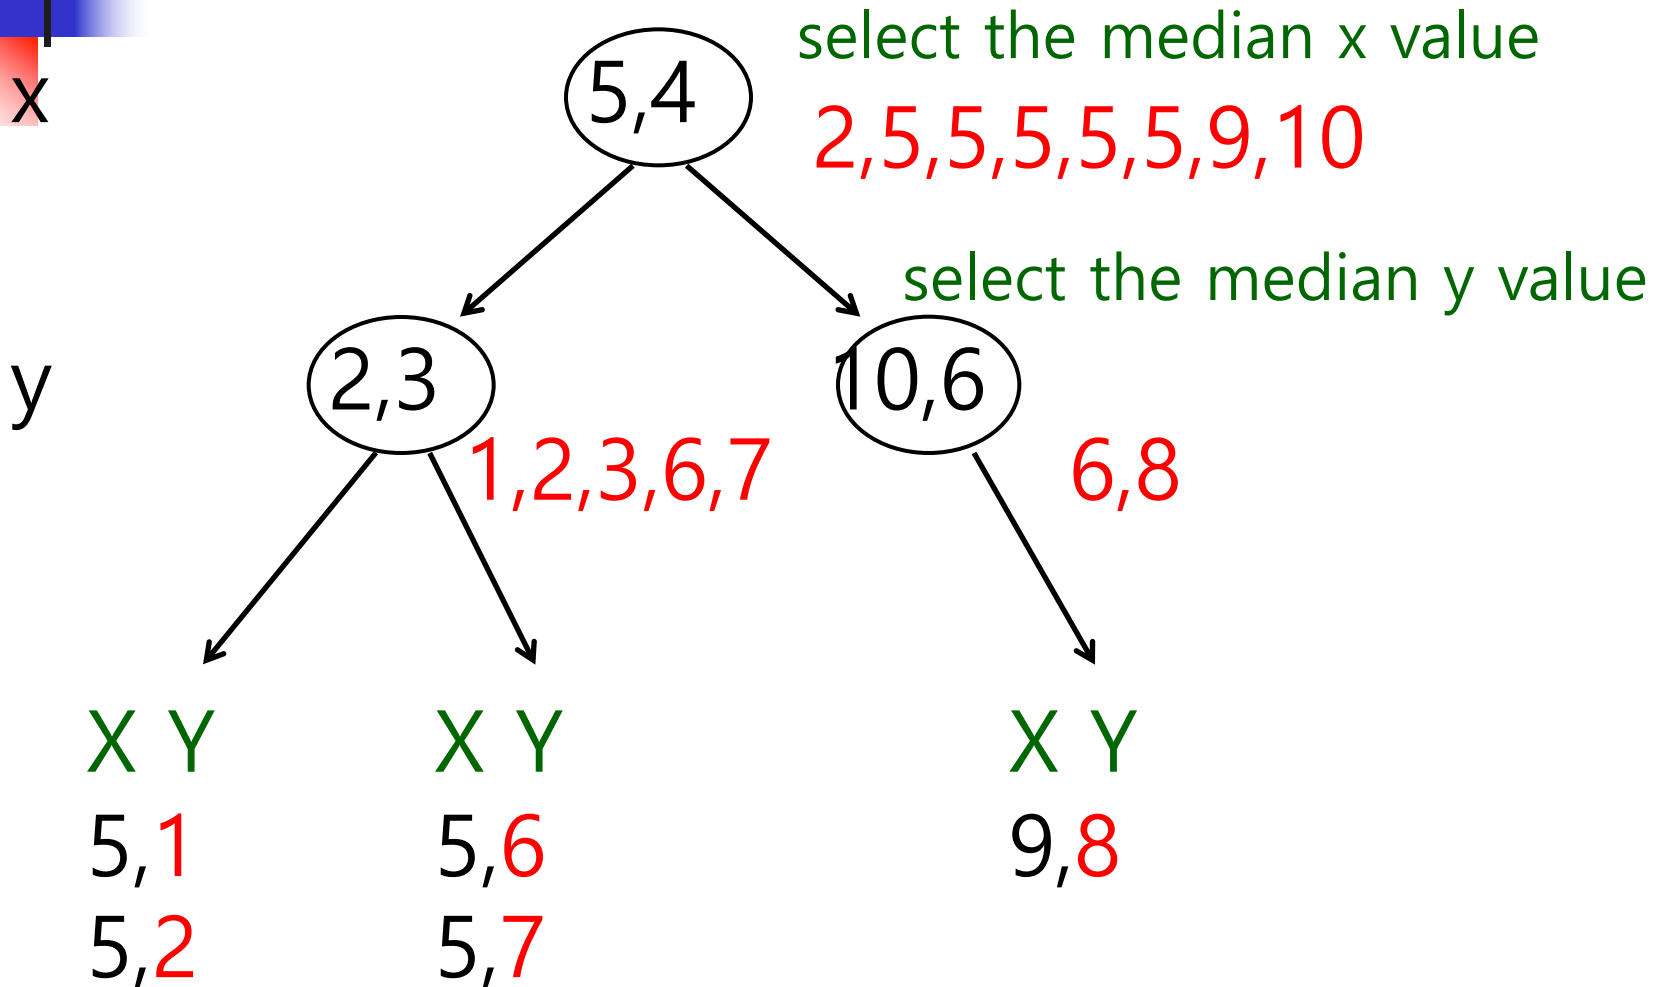 select the median x value
x
5,4
2,5,5,5,5,5,9,10
select the median y value
y
2,3
10,6
1,2,3,6,7
6,8
X Y
5,1
5,2
X Y
5,6
5,7
X Y
9,8